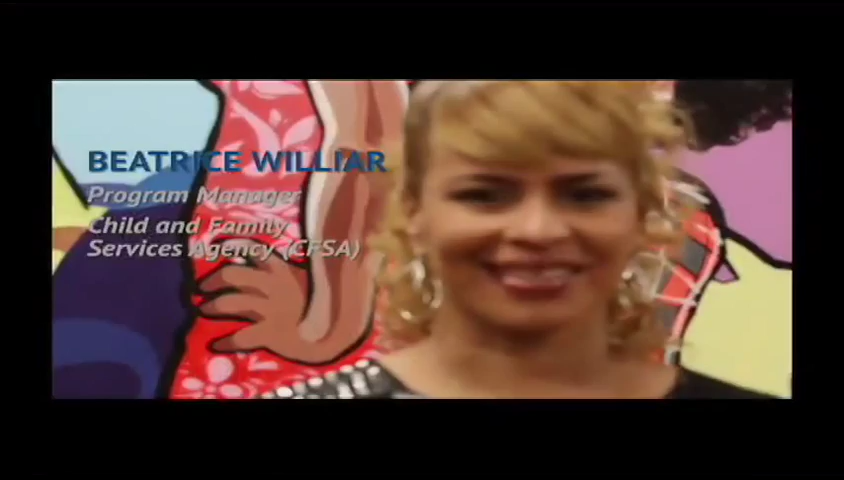 BEATRICE WILLIAR
Program Manager
Child and Family
Services Agency (CFSA)